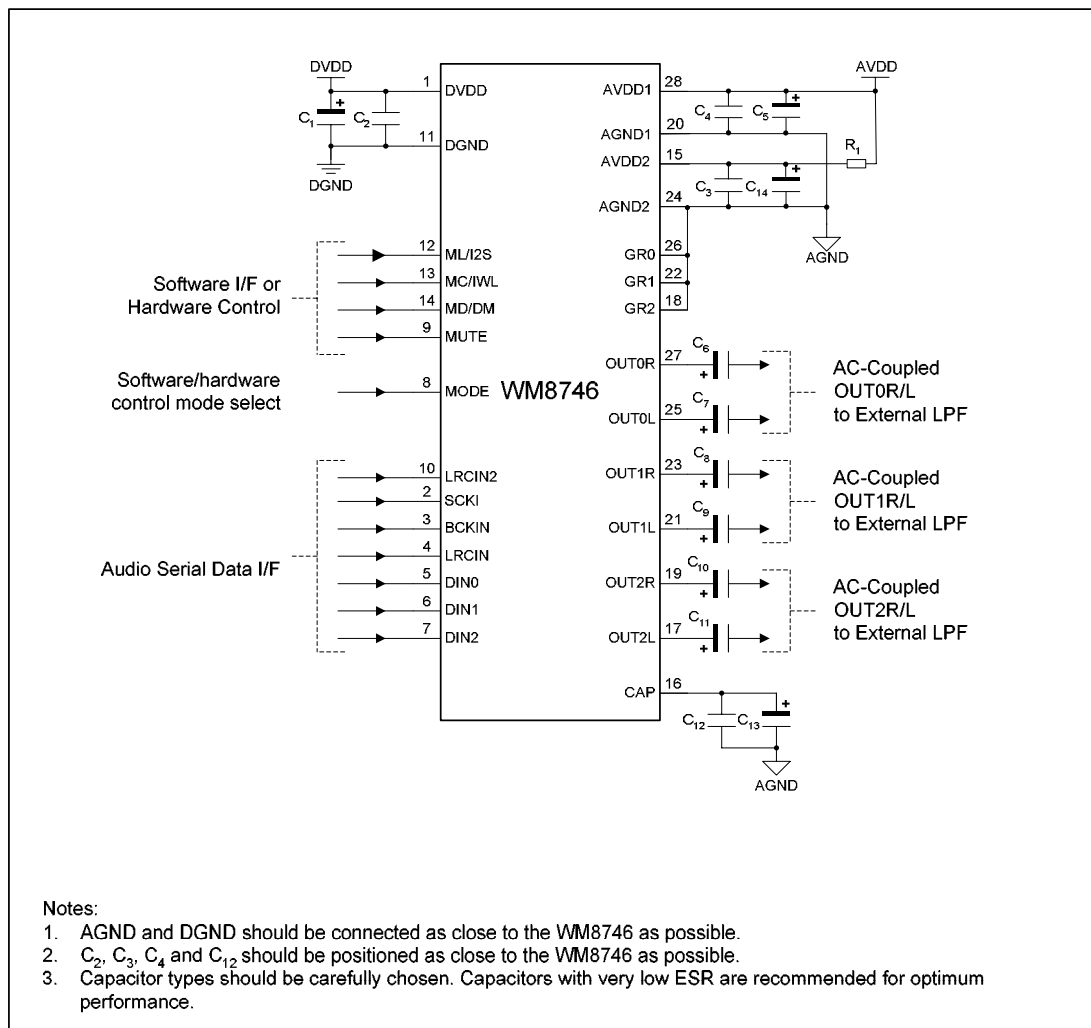 DVDD
AVDD
1 DVDD
AVDD1 28
C1 +
C2
C4
C5 +
11 DGND
AGND1 20
DGND
AVDD2 15
R1
C3
C14 +
AGND2 24
AGND
12 ML/I2S
GR0 26
13 MC/IWL
GR1 22
14 MD/DM
GR2 18
9 MUTE
Software I/F or
Hardware Control
Software/hardware
control mode select
8 MODE
WM8746
OUT0R 27 C6 +
OUT0L 25 C7 +
AC-Coupled
OUT0R/L
to External LPF
10 LRCIN2
OUT1R 23 C8 +
2 SCKI
3 BCKIN
OUT1L 21 C9 +
AC-Coupled
OUT1R/L
to External LPF
4 LRCIN
Audio Serial Data I/F
5 DIN0
OUT2R 19 C10 +
6 DIN1
7 DIN2
OUT2L 17 C11 +
AC-Coupled
OUT2R/L
to External LPF
CAP 16
C12
C13 +
AGND
Notes:
1. AGND and DGND should be connected as close to the WM8746 as possible.
2. C2, C3, C4 and C12 should be positioned as close to the WM8746 as possible.
3. Capacitor types should be carefully chosen. Capacitors with very low ESR are recommended for optimum
performance.